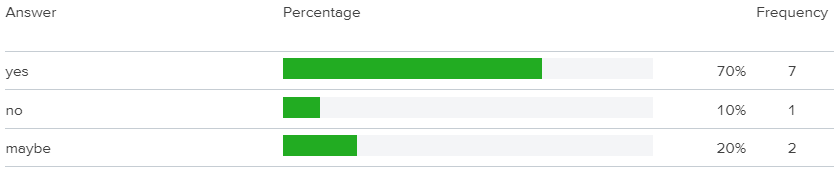 Answer Percentage Frequency
yes 70% 7
no 10% 1
maybe 20% 2